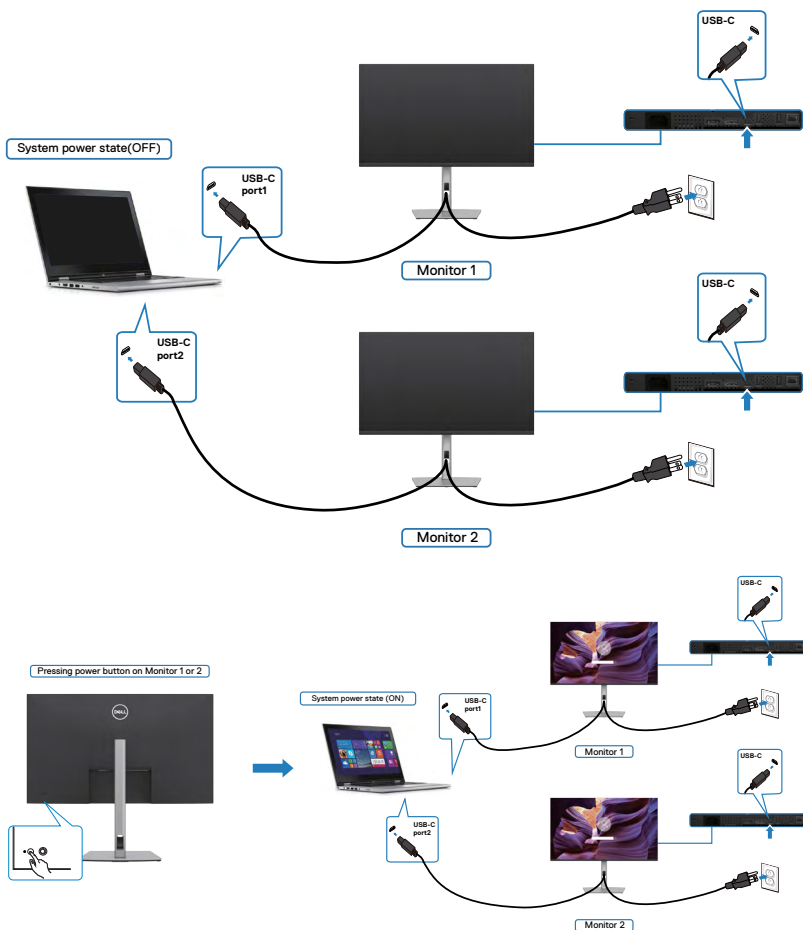 USB-C
System power state(OFF)
USB-C
port1
Monitor 1
USB-C
USB-C
port2
Monitor 2
USB-C
Pressing power button on Monitor 1 or 2
System power state (ON)
USB-C
port1
DELL
Monitor 1
USB-C
USB-C
port2
Monitor 2